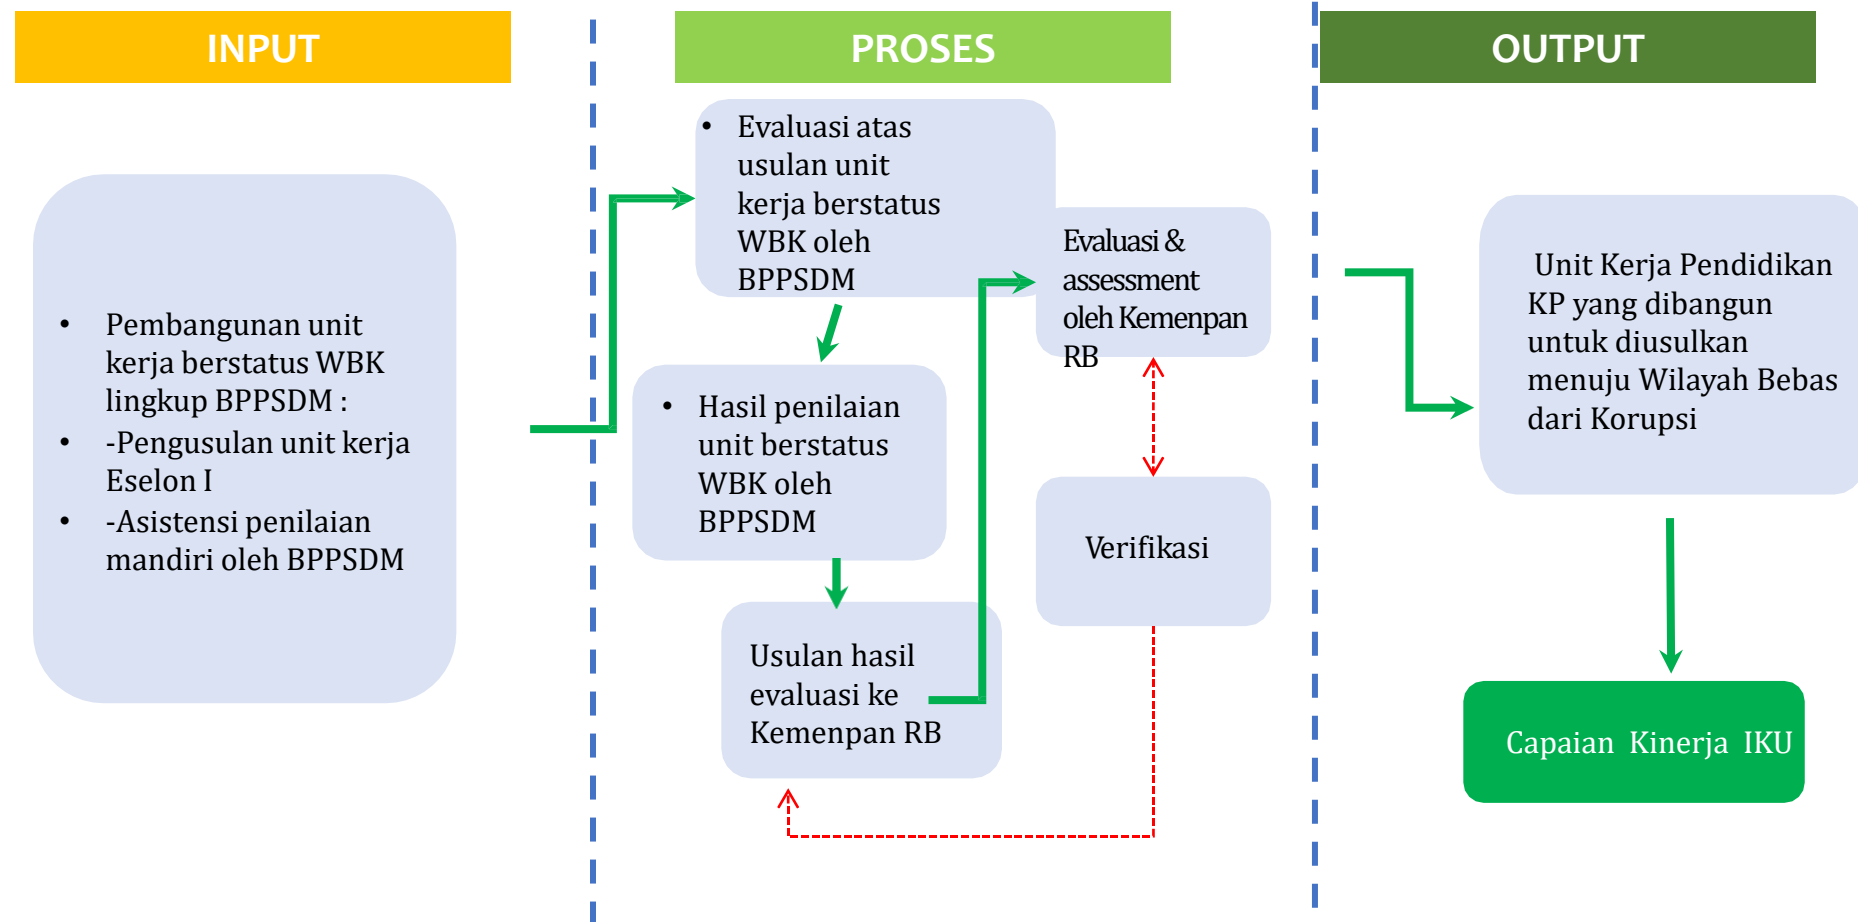 INPUT
• Pembangunan unit
kerja berstatus WBK
lingkup BPPSDM :
• -Pengusulan unit kerja
Eselon I
• -Asistensi penilaian
mandiri oleh BPPSDM
PROSES
• Evaluasi atas
usulan unit
kerja berstatus
WBK oleh
BPPSDM
• Hasil penilaian
unit berstatus
WBK oleh
BPPSDM
Usulan hasil
evaluasi ke
Kemenpan RB
Evaluasi &
assessment
oleh Kemenpan
RB
Verifikasi
OUTPUT
Unit Kerja Pendidikan
KP yang dibangun
untuk diusulkan
menuju Wilayah Bebas
dari Korupsi
Capaian Kinerja IKU